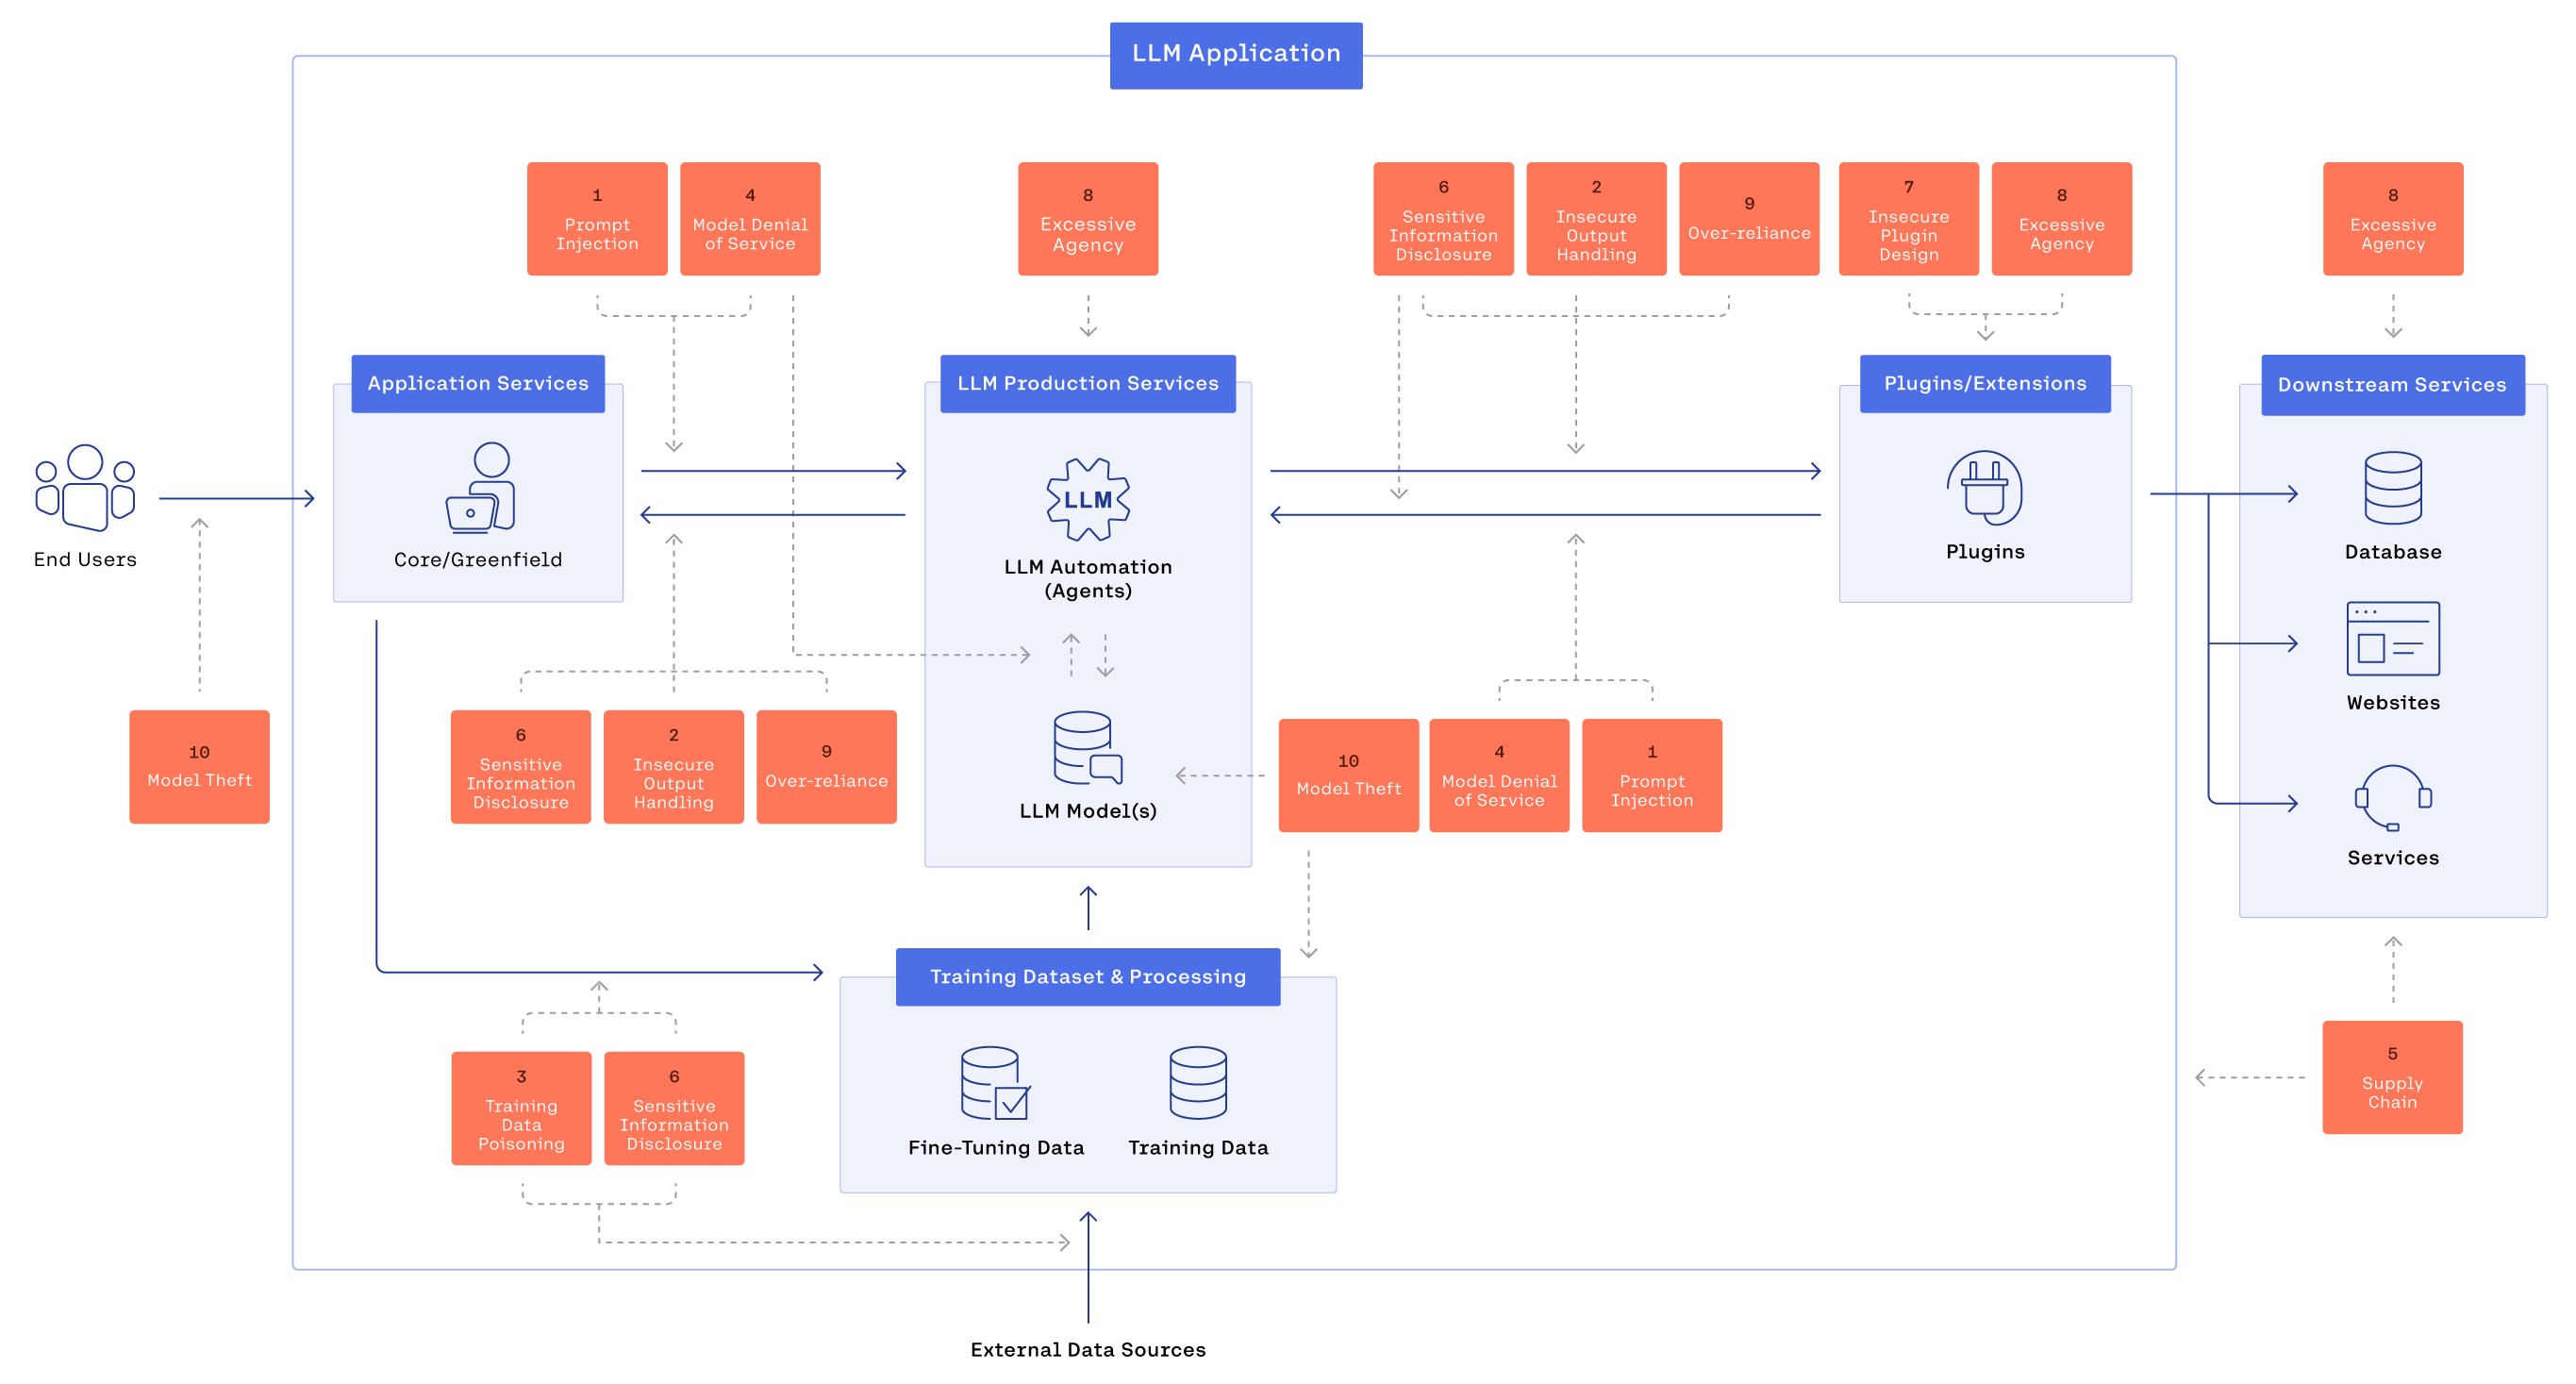 LLM Application
1
Prompt
Injection
4
Model Denial
of Service
8
Excessive
Agency
6
Sensitive
Information
Disclosure
2
Insecure
Output
Handling
9
Over-reliance
7
Insecure
Plugin
Design
8
Excessive
Agency
8
Excessive
Agency
Application Services
LLM Production Services
Plugins/Extensions
Downstream Services
End Users
Core/Greenfield
LLM
LLM Automation
(Agents)
Plugins
Database
Websites
Services
10
Model Theft
6
Sensitive
Information
Disclosure
2
Insecure
Output
Handling
9
Over-reliance
LLM Model(s)
10
Model Theft
4
Model Denial
of Service
1
Prompt
Injection
Training Dataset & Processing
3
Training
Data
Poisoning
6
Sensitive
Information
Disclosure
Fine-Tuning Data
Training Data
5
Supply
Chain
External Data Sources